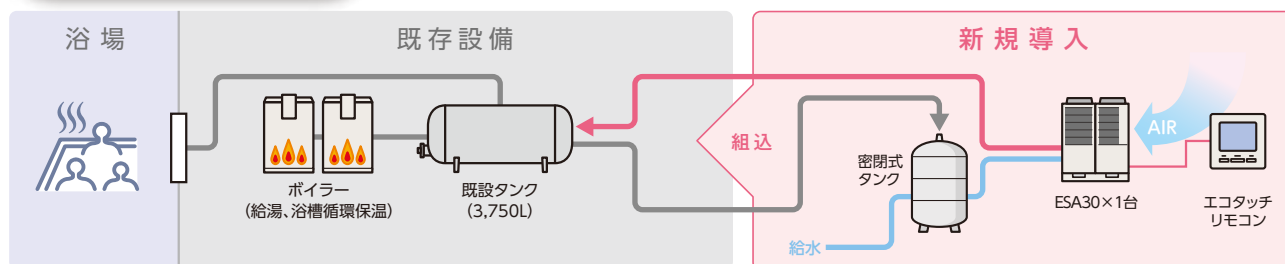 浴場
既存設備
新規導入
組込
AIR
密閉式
タンク
ボイラー
(給湯、浴槽循環保温)
既設タンク
(3,750L)
ESA30×1台
エコタッチ
リモコン
給水